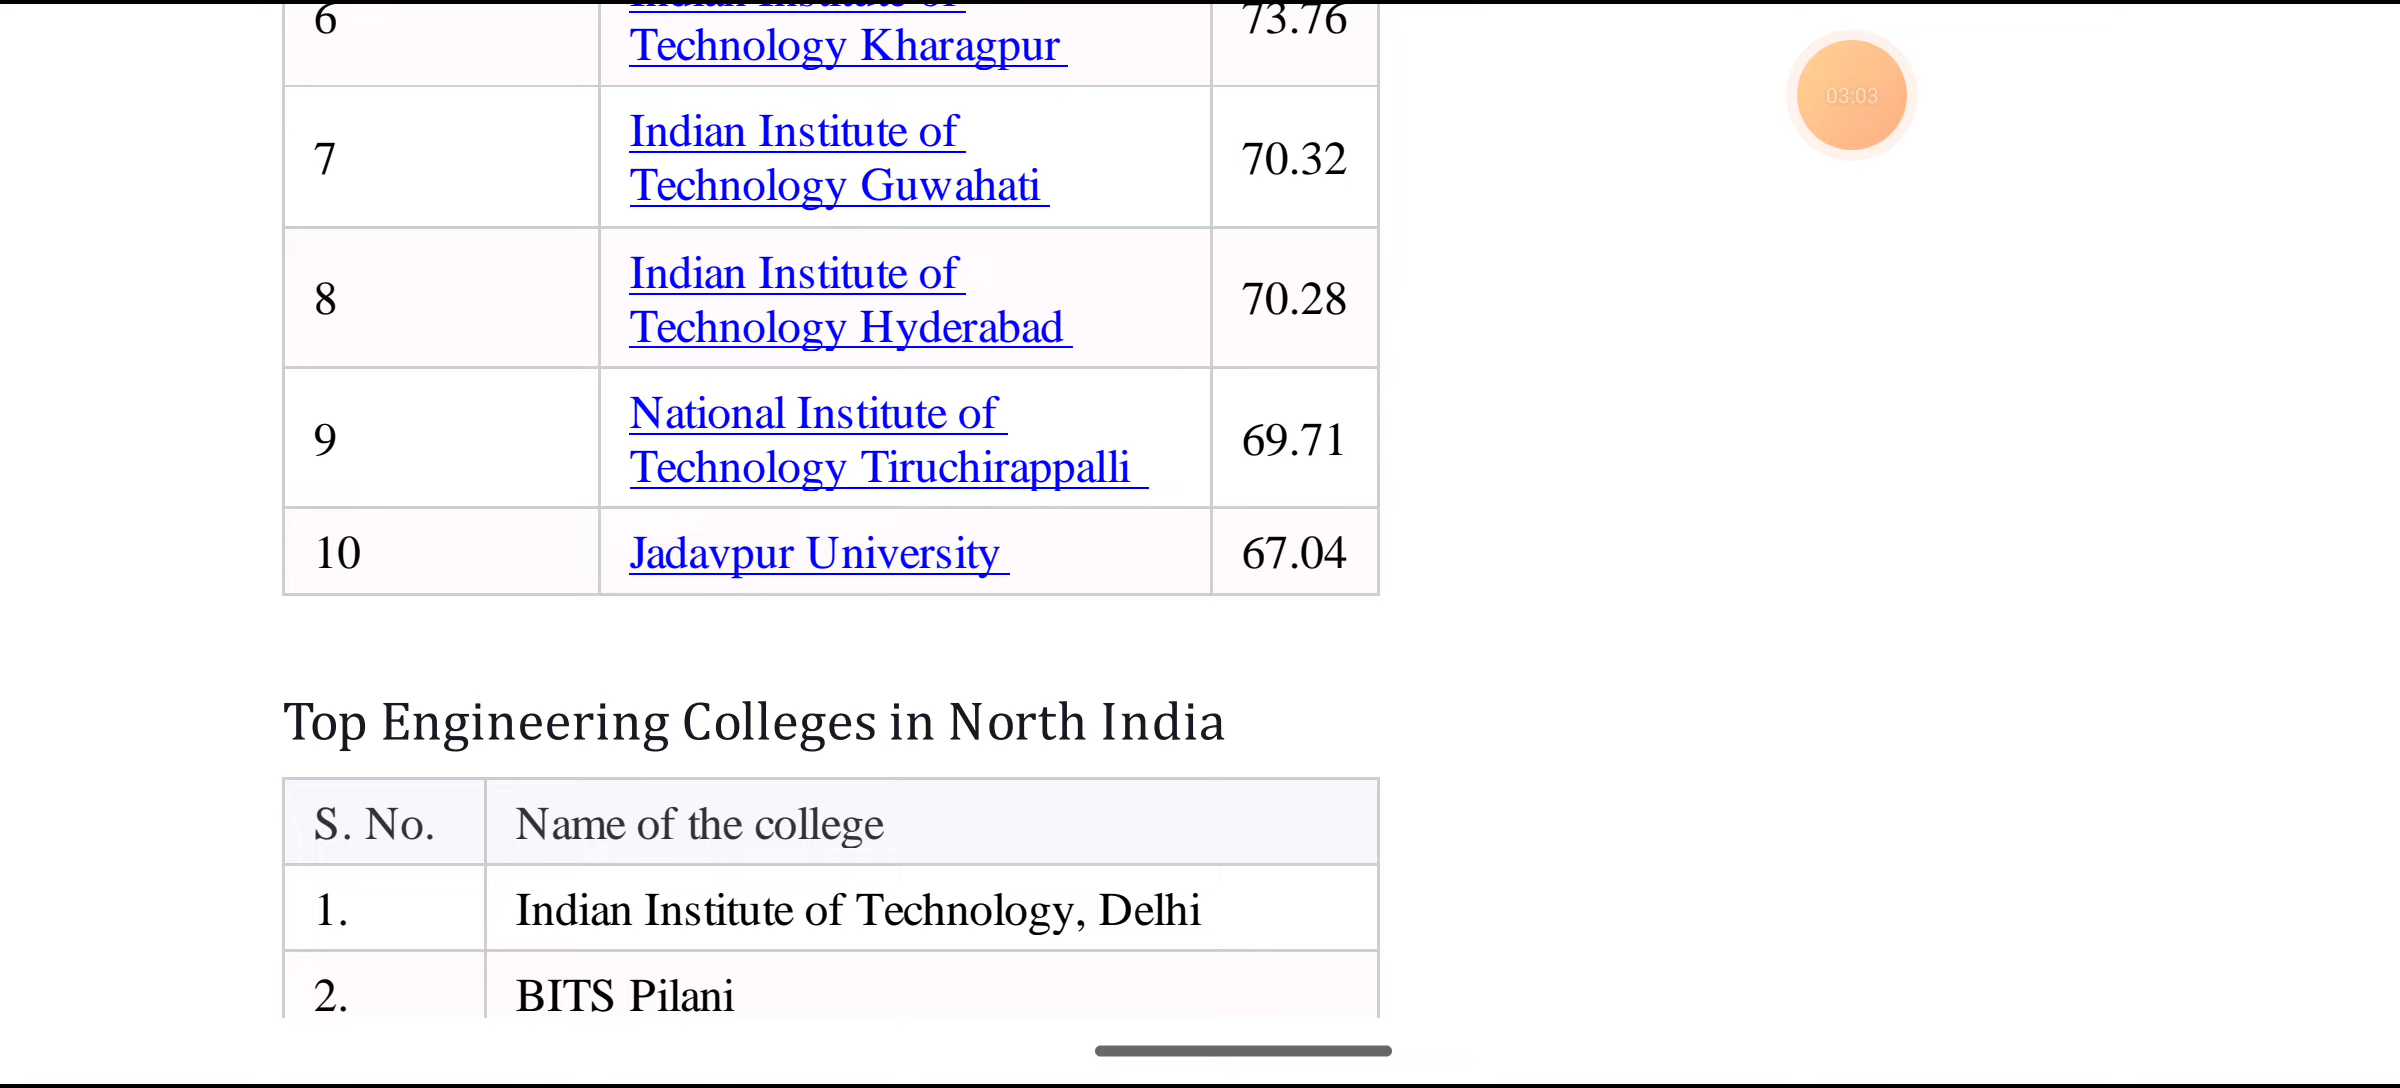 6
Technology Kharagpur
73.76
03:03
7
Indian Institute of
Technology Guwahati
70.32
8
Indian Institute of
Technology Hyderabad
70.28
9
National Institute of
Technology Tiruchirappalli
69.71
10
Jadavpur University
67.04
Top Engineering Colleges in North India
S. No.
Name of the college
1.
Indian Institute of Technology, Delhi
2.
BITS Pilani